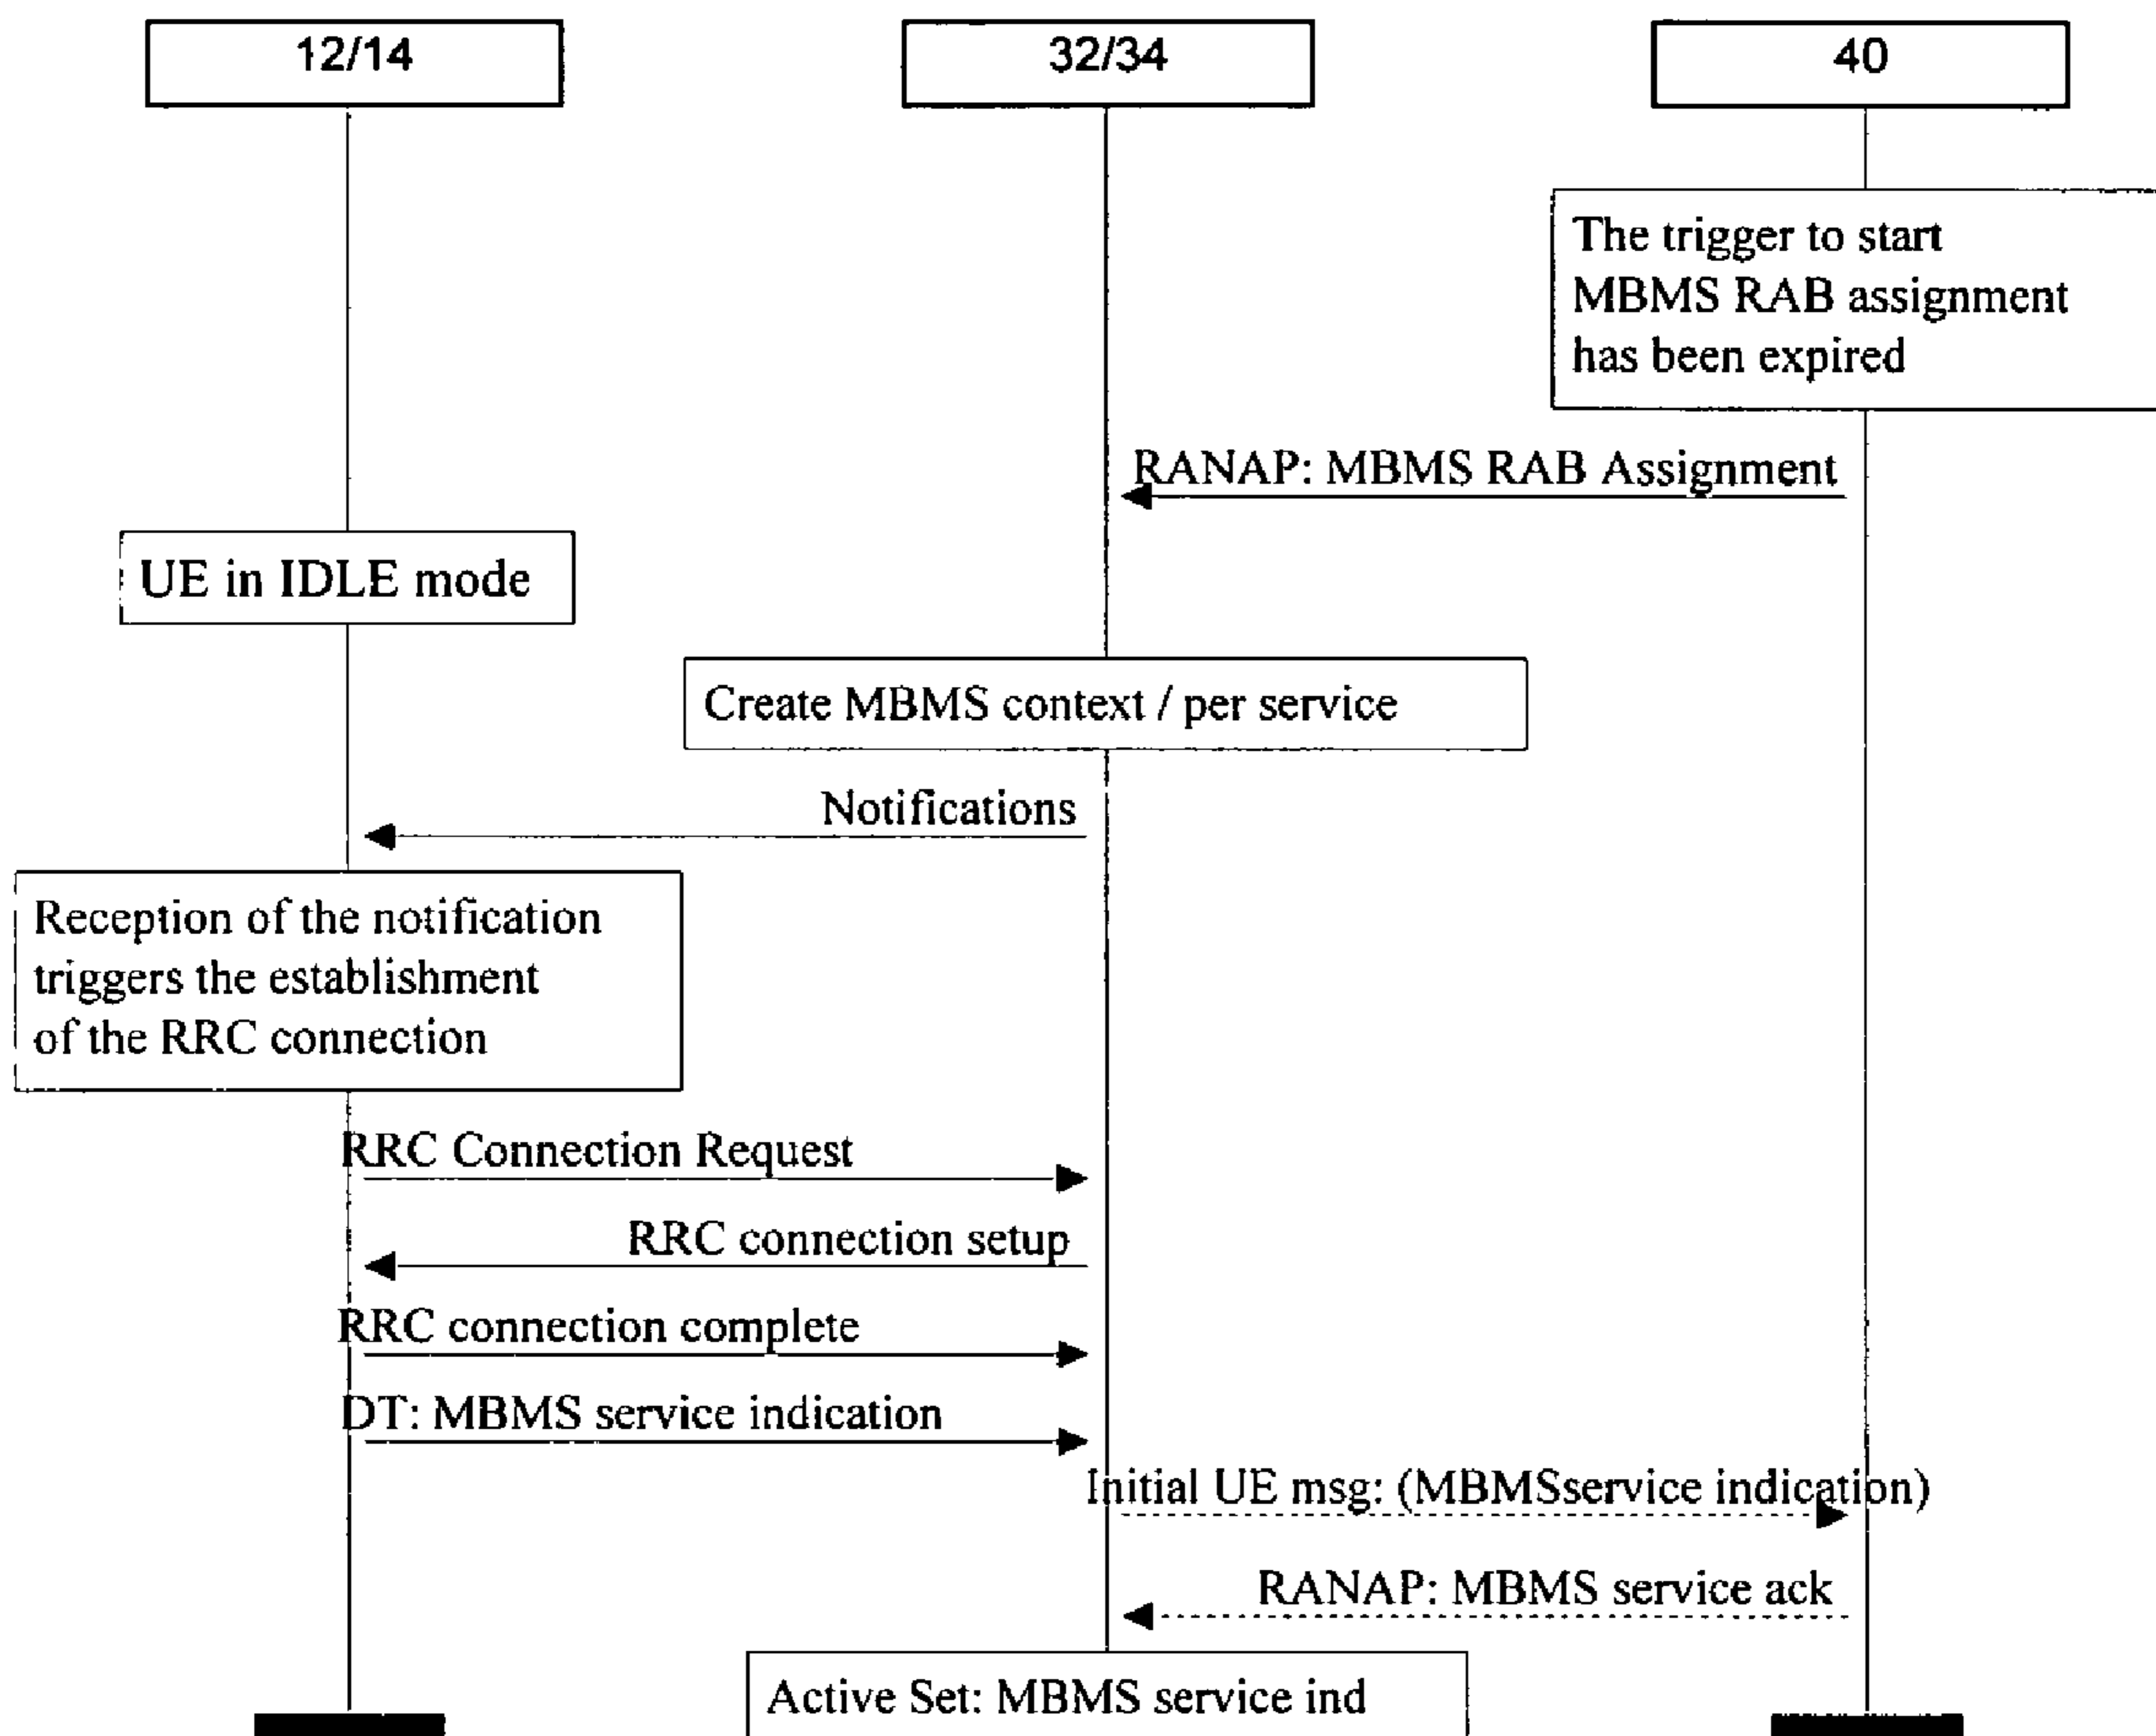 12/14
32/34
40
The trigger to start
MBMS RAB assignment
has been expired
RANAP: MBMS RAB Assignment
UE in IDLE mode
Create MBMS context / per service
Notifications
Reception of the notification
triggers the establishment
of the RRC connection
RRC Connection Request
RRC connection setup
RRC connection complete
DT: MBMS service indication
Initial UE msg: (MBMSservice indication)
RANAP: MBMS service ack
Active Set: MBMS service ind